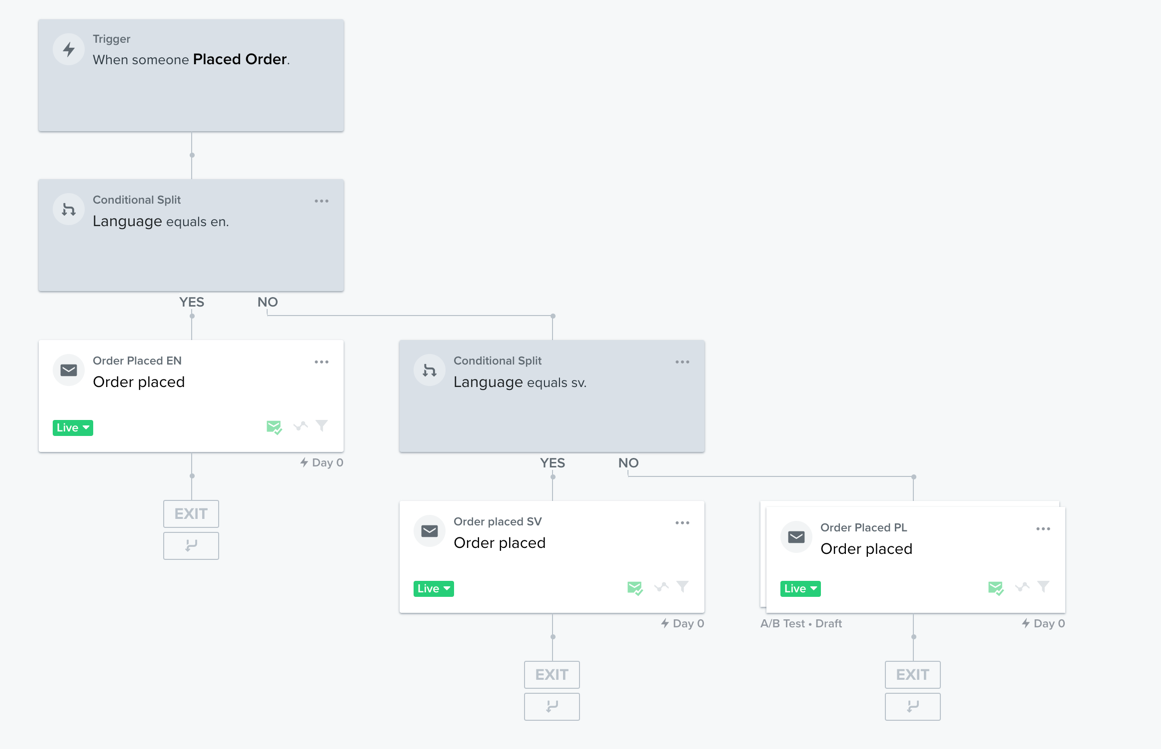 Trigger
When someone Placed Order.
Conditional Split
Language equals en.
YES
NO
Order Placed EN
Order placed
Live
Day 0
EXIT
Conditional Split
Language equals sv.
YES
NO
Order placed SV
Order placed
Live
Day 0
EXIT
Order Placed PL
Order placed
Live
A/B Test • Draft
Day 0
EXIT